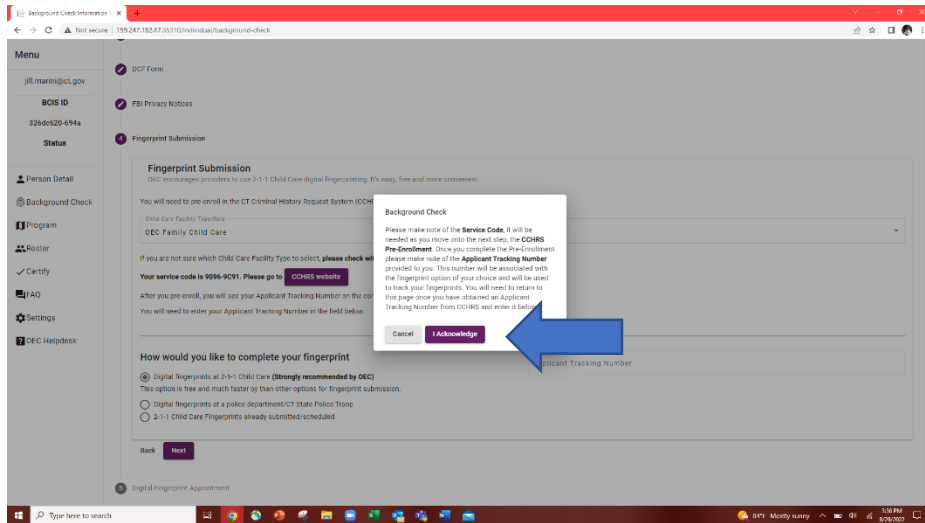 Background Check Information
Not secure | 159.247.182.47:35310/individual/background-check
Menu
jill.marini@ct.gov
BCIS ID
326dc620-694a
Status
Person Detail
Background Check
Program
Roster
Certify
FAQ
Settings
OEC Helpdesk
DCF Form
FBI Privacy Notices
4 Fingerprint Submission
Fingerprint Submission
OEC encourages providers to use 2-1-1 Child Care digital fingerprinting. It's easy, free and more convenient.
You will need to pre-enroll in the CT Criminal History Request System (CCH
Child Care Facility Type/Role
OEC Family Child Care
If you are not sure which Child Care Facility Type to select, please check wit
Your service code is 9096-9C91. Please go to CCHRS website
After you pre-enroll, you will see your Applicant Tracking Number on the con
You will need to enter your Applicant Tracking Number in the field below.
Background Check
Please make note of the Service Code, it will be
needed as you move onto the next step, the CCHRS
Pre-Enrollment. Once you complete the Pre-Enrollment
please make note of the Applicant Tracking Number
provided to you. This number will be associated with
the fingerprint option of your choice and will be used
to track your fingerprints. You will need to return to
this page once you have obtained an Applicant
Tracking Number from CCHRS and enter it below
Cancel
I Acknowledge
How would you like to complete your fingerprint
Digital fingerprints at 2-1-1 Child Care (Strongly recommended by OEC)
This option is free and much faster by than other options for fingerprint submission.
Digital fingerprints at a police department/CT State Police Troop
2-1-1 Child Care Fingerprints already submitted/scheduled
plicant Tracking Number
Back
Next
5 Digital Fingerprint Appointment
Type here to search
84°F Mostly sunny
3:36 PM
8/29/2022